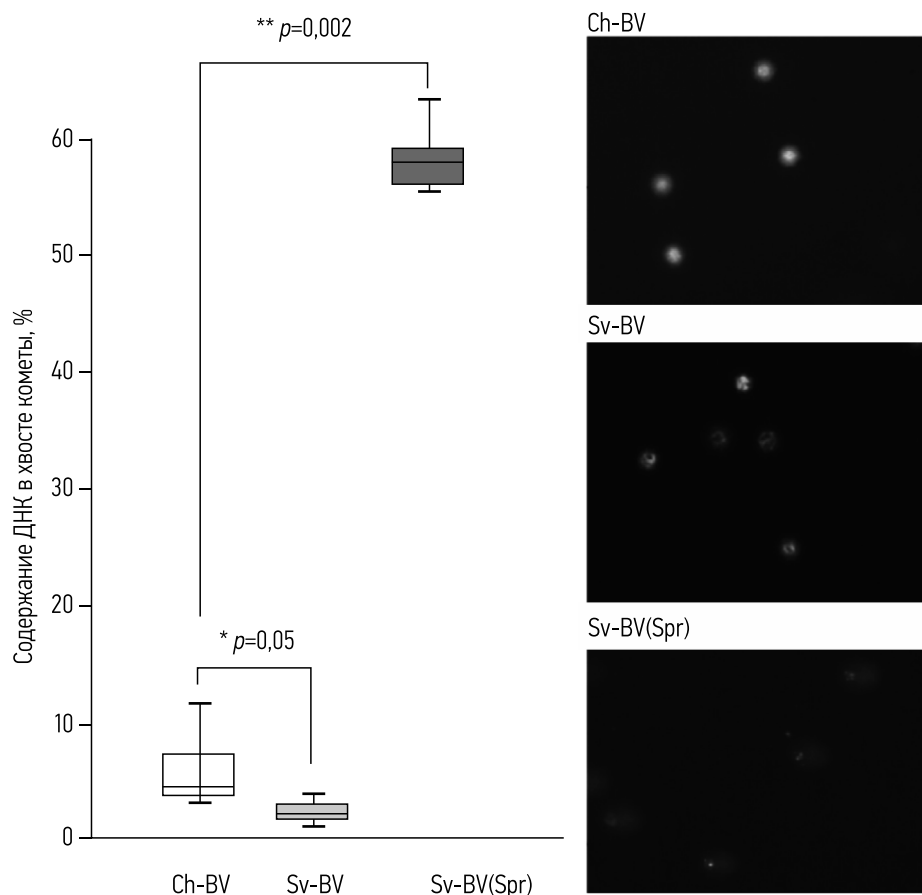 ** p=0,002
Содержание ДНК в хвосте кометы, %
60
50
40
30
20
10
0
* p=0,05
Ch-BV
Sv-BV
Sv-BV(Spr)
Ch-BV
Sv-BV
Sv-BV(Spr)